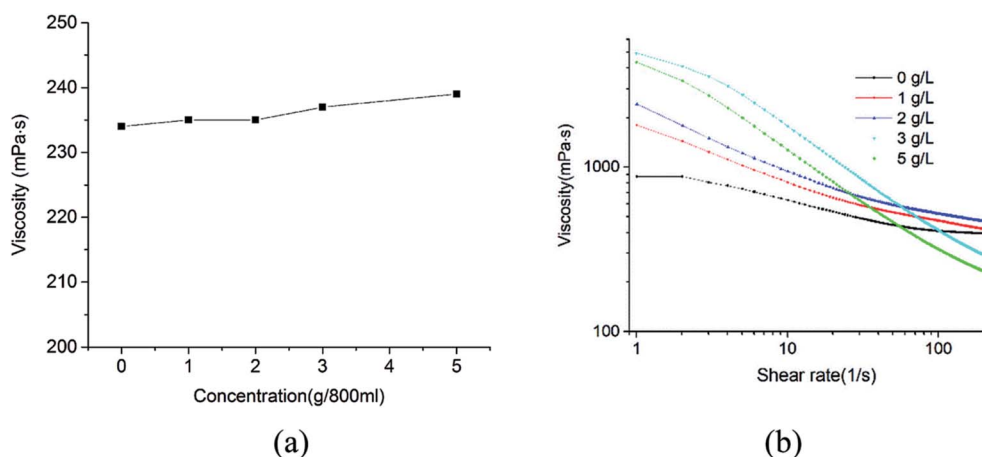 250
240
230
220
210
200
Viscosity (mPa·s)
0 1 2 3 4 5
Concentration(g/800ml)
(a)
1000
100
Viscosity(mPa·s)
0 g/L
1 g/L
2 g/L
3 g/L
5 g/L
1 10 100
Shear rate(1/s)
(b)